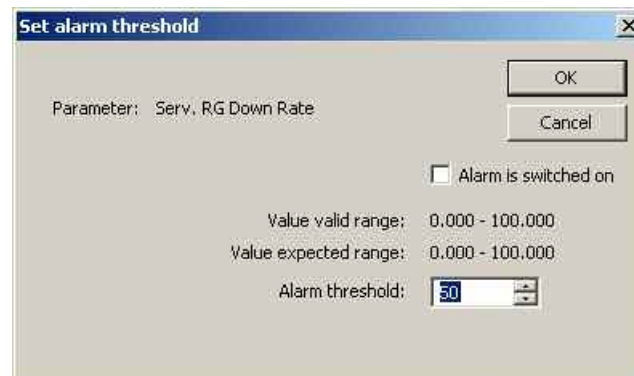 Set alarm threshold
OK
Parameter: Serv. RG Down Rate
Cancel
Alarm is switched on
Value valid range: 0.000 - 100.000
Value expected range: 0.000 - 100.000
Alarm threshold: 50